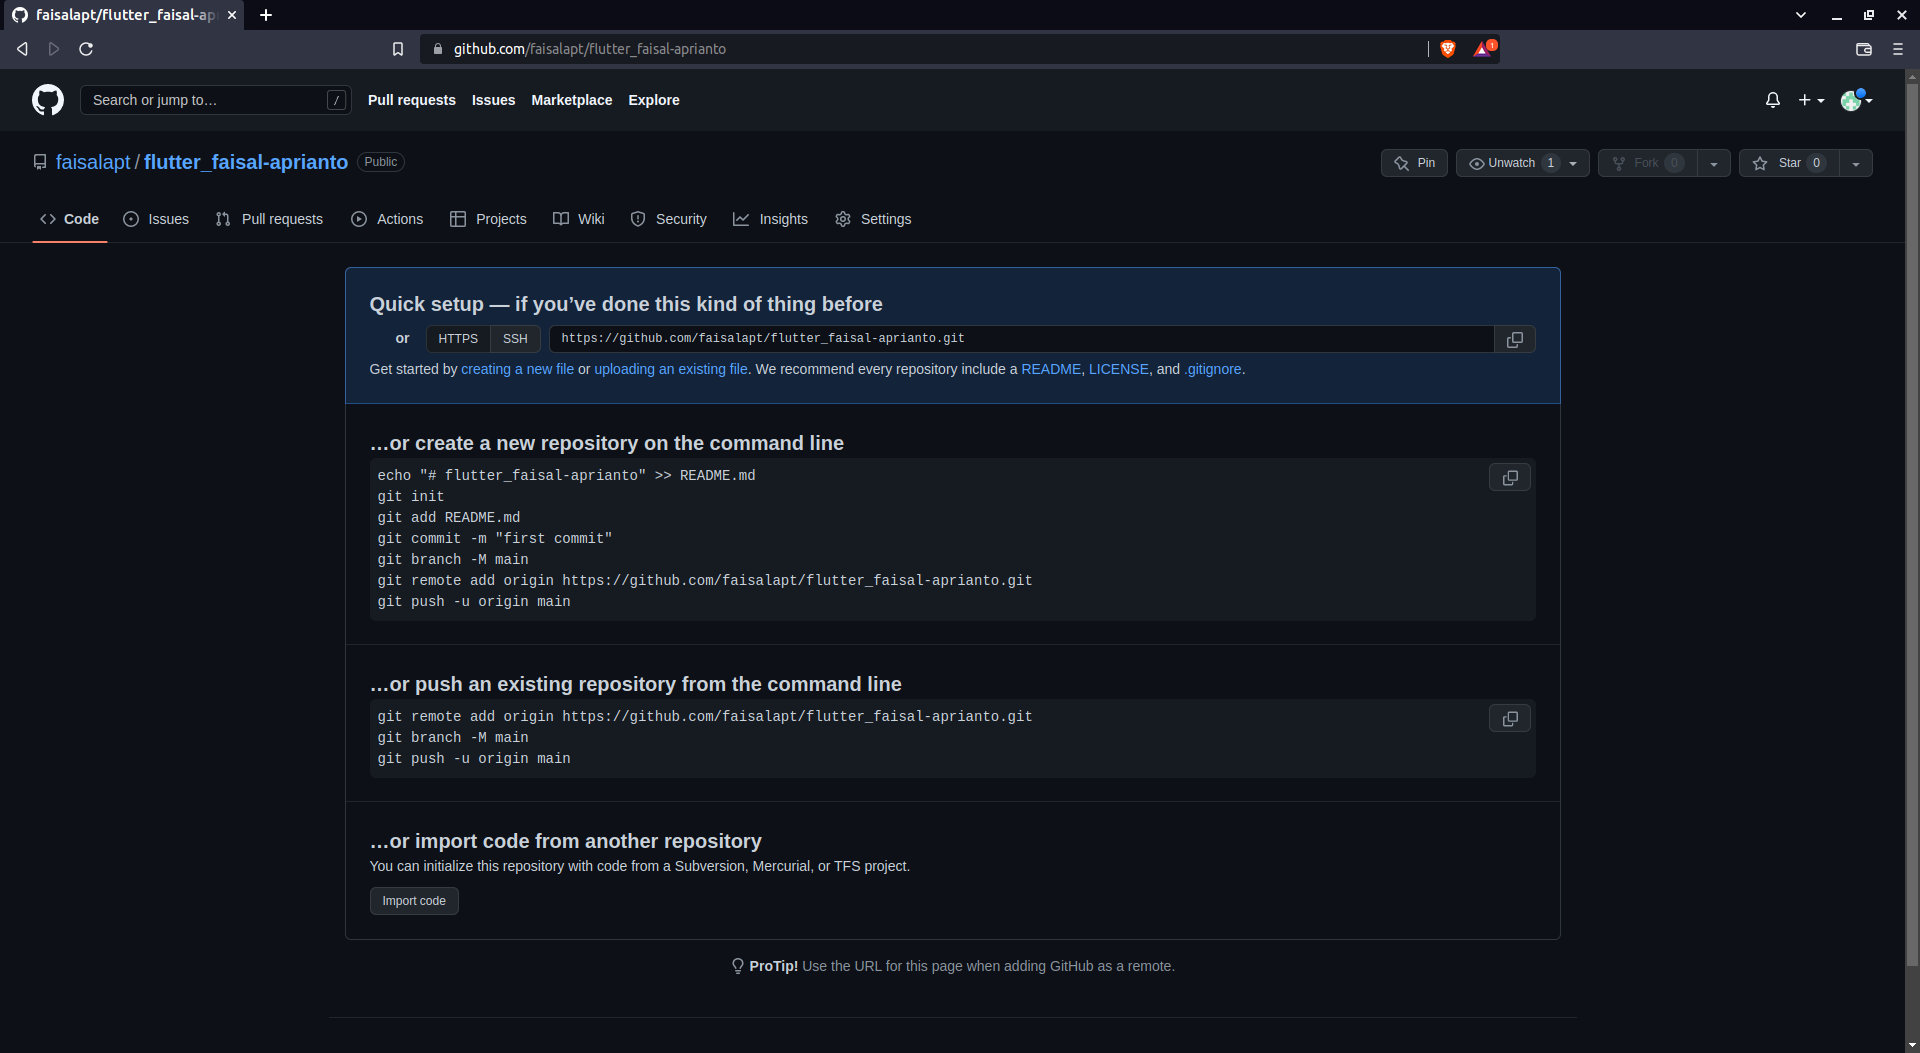 faisalapt/flutter_faisal-ap
github.com/faisalapt/flutter_faisal-aprianto
1
Search or jump to…
/
Pull requests
Issues
Marketplace
Explore
faisalapt / flutter_faisal-aprianto
Public
Pin
Unwatch 1
Fork 0
Star 0
Code
Issues
Pull requests
Actions
Projects
Wiki
Security
Insights
Settings
Quick setup — if you’ve done this kind of thing before
or
HTTPS
SSH
https://github.com/faisalapt/flutter_faisal-aprianto.git
Get started by creating a new file or uploading an existing file. We recommend every repository include a README, LICENSE, and .gitignore.
…or create a new repository on the command line
echo "# flutter_faisal-aprianto" >> README.md
git init
git add README.md
git commit -m "first commit"
git branch -M main
git remote add origin https://github.com/faisalapt/flutter_faisal-aprianto.git
git push -u origin main
…or push an existing repository from the command line
git remote add origin https://github.com/faisalapt/flutter_faisal-aprianto.git
git branch -M main
git push -u origin main
…or import code from another repository
You can initialize this repository with code from a Subversion, Mercurial, or TFS project.
Import code
ProTip! Use the URL for this page when adding GitHub as a remote.